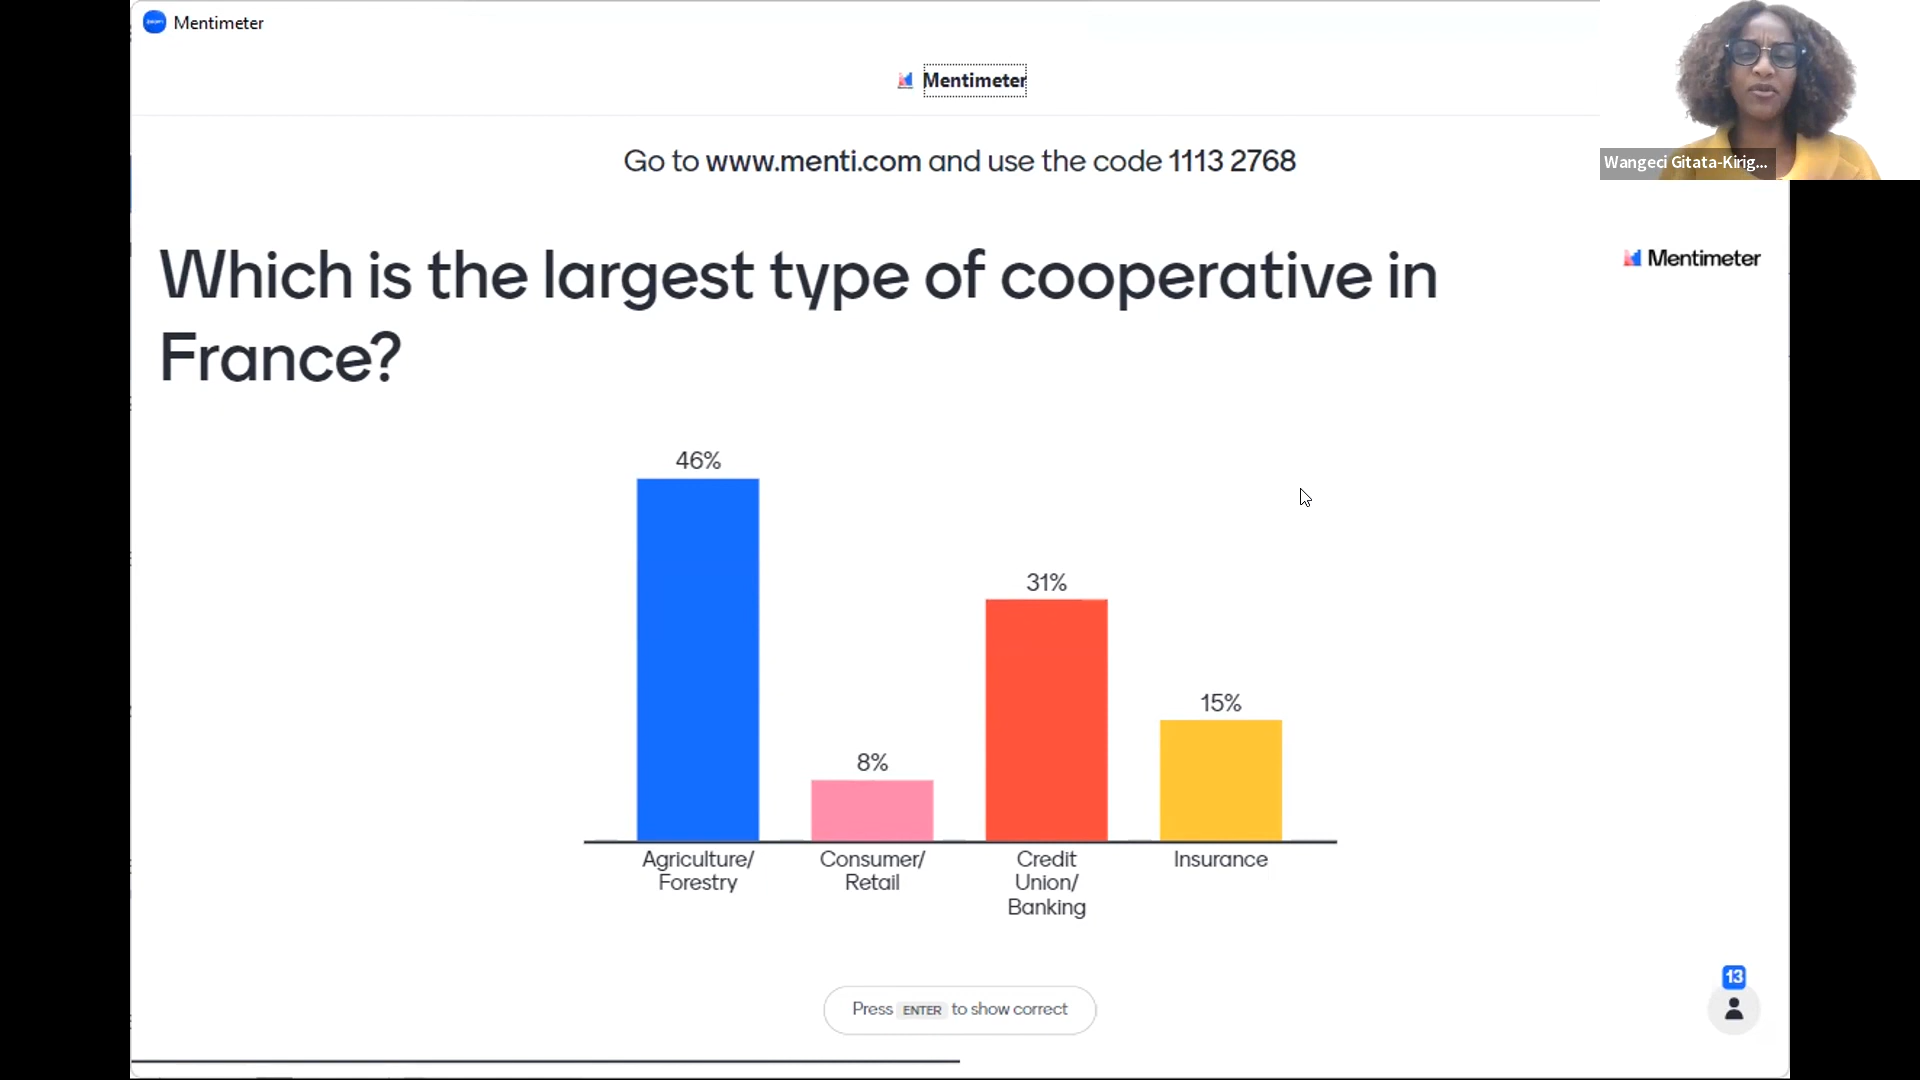 Mentimeter
Mentimeter
Go to www.menti.com and use the code 1113 2768
Wangeci Gitata-Kirig...
Which is the largest type of cooperative in
France?
Mentimeter
46%
8%
31%
15%
Agriculture/
Forestry
Consumer/
Retail
Credit
Union/
Banking
Insurance
Press ENTER to show correct
13